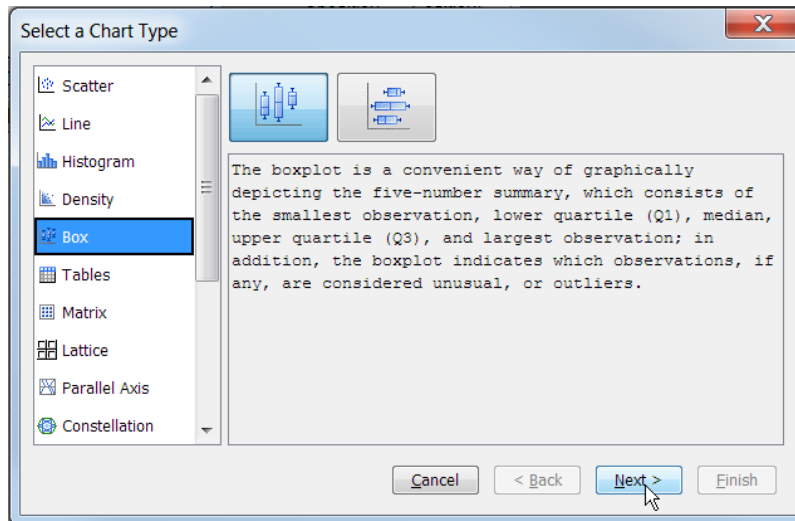 Select a Chart Type
Scatter
Line
Histogram
Density
Box
Tables
Matrix
Lattice
Parallel Axis
Constellation
The boxplot is a convenient way of graphically
depicting the five-number summary, which consists of
the smallest observation, lower quartile (Q1), median,
upper quartile (Q3), and largest observation; in
addition, the boxplot indicates which observations, if
any, are considered unusual, or outliers.
Cancel
< Back
Next >
Finish